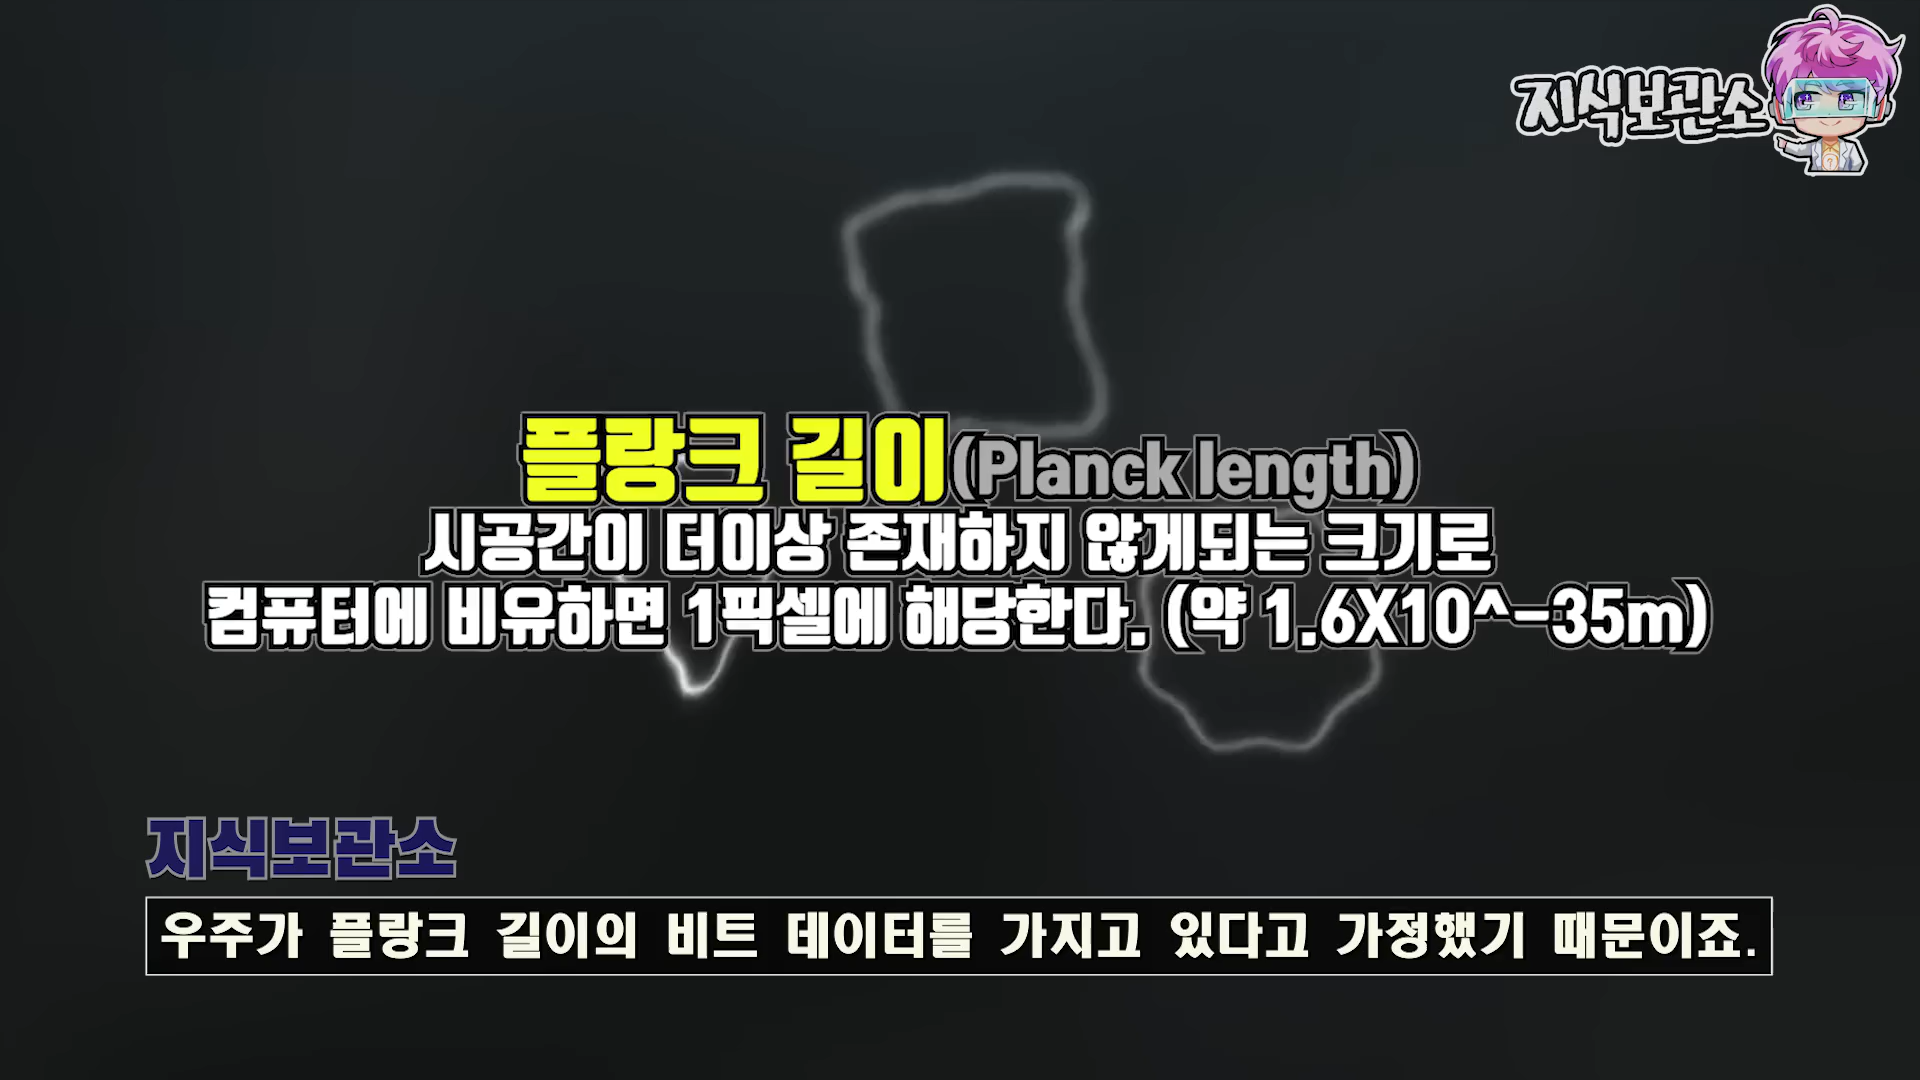 지식보관소
플랑크 길이(Planck length)
시공간이 더이상 존재하지 않게되는 크기로
컴퓨터에 비유하면 1픽셀에 해당한다. (약 1.6X10^-35m)
지식보관소
우주가 플랑크 길이의 비트 데이터를 가지고 있다고 가정했기 때문이죠.